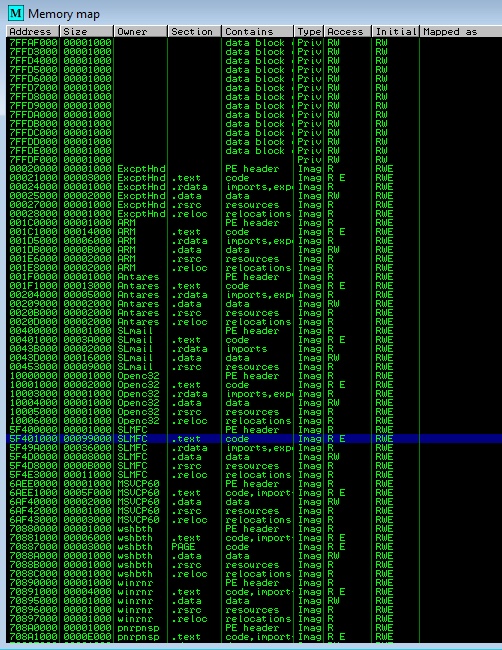 Memory map
Address Size Owner Section Contains Type Access Initial Mapped as
7FFAF000 00001000 data block Priv RW RW
7FFD3000 00001000 data block Priv RW RW
7FFD4000 00001000 data block Priv RW RW
7FFD5000 00001000 data block Priv RW RW
7FFD6000 00001000 data block Priv RW RW
7FFD7000 00001000 data block Priv RW RW
7FFD8000 00001000 data block Priv RW RW
7FFD9000 00001000 data block Priv RW RW
7FFDA000 00001000 data block Priv RW RW
7FFDB000 00001000 data block Priv RW RW
7FFDC000 00001000 data block Priv RW RW
7FFDD000 00001000 data block Priv RW RW
7FFDE000 00001000 data block Priv RW RW
7FFDF000 00001000 Priv RW RW
00020000 00001000 ExcptHnd PE header Imag R RWE
00021000 00003000 ExcptHnd .text code Imag R E RWE
00024000 00001000 ExcptHnd .rdata imports,exp Imag R RWE
00025000 00002000 ExcptHnd .data data Imag RW RWE
00027000 00001000 ExcptHnd .rsrc resources Imag R RWE
00028000 00001000 ExcptHnd .reloc relocations Imag R RWE
001C0000 00001000 ARM PE header Imag R RWE
001C1000 00014000 ARM .text code Imag R E RWE
001D5000 00006000 ARM .rdata imports,exp Imag R RWE
001DB000 0000B000 ARM .data data Imag RW RWE
001E6000 00002000 ARM .rsrc resources Imag R RWE
001E8000 00002000 ARM .reloc relocations Imag R RWE
001F0000 00001000 Antares PE header Imag R RWE
001F1000 00013000 Antares .text code Imag R E RWE
00204000 00005000 Antares .rdata imports,exp Imag R RWE
00209000 00002000 Antares .data data Imag RW RWE
0020B000 00002000 Antares .rsrc resources Imag R RWE
0020D000 00002000 Antares .reloc relocations Imag R RWE
00400000 00001000 SLmail PE header Imag R RWE
00401000 0003A000 SLmail .text code Imag R E RWE
0043B000 00002000 SLmail .rdata imports Imag R RWE
0043D000 00016000 SLmail .data data Imag RW RWE
00453000 00009000 SLmail .rsrc resources Imag R RWE
10000000 00001000 Openc32 PE header Imag R RWE
10001000 00002000 Openc32 .text code Imag R E RWE
10003000 00001000 Openc32 .rdata imports,exp Imag R RWE
10004000 00001000 Openc32 .data data Imag RW RWE
10005000 00001000 Openc32 .rsrc resources Imag R RWE
10006000 00001000 Openc32 .reloc relocations Imag R RWE
5F400000 00001000 SLMFC PE header Imag R RWE
5F401000 00099000 SLMFC .text code Imag R E RWE
5F49A000 00036000 SLMFC .rdata imports,exp Imag R RWE
5F4D0000 00008000 SLMFC .data data Imag RW RWE
5F4D8000 0000B000 SLMFC .rsrc resources Imag R RWE
5F4E3000 00011000 SLMFC .reloc relocations Imag R RWE
6AEE0000 00001000 MSVCP60 PE header Imag R RWE
6AEE1000 0005F000 MSVCP60 .text code,import Imag R E RWE
6AF40000 00002000 MSVCP60 .data data Imag RW RWE
6AF42000 00001000 MSVCP60 .rsrc resources Imag R RWE
6AF43000 00003000 MSVCP60 .reloc relocations Imag R RWE
70880000 00001000 wshbth PE header Imag R RWE
70881000 00006000 wshbth .text code,import Imag R E RWE
70887000 00003000 wshbth PAGE code Imag R E RWE
7088A000 00001000 wshbth .data data Imag RW RWE
7088B000 00001000 wshbth .rsrc resources Imag R RWE
7088C000 00001000 wshbth .reloc relocations Imag R RWE
70890000 00001000 winrnr PE header Imag R RWE
70891000 00004000 winrnr .text code,import Imag R E RWE
70895000 00001000 winrnr .data data Imag RW RWE
70896000 00001000 winrnr .rsrc resources Imag R RWE
70897000 00001000 winrnr .reloc relocations Imag R RWE
708A0000 00001000 pnrpnsp PE header Imag R RWE
708A1000 0000E000 pnrpnsp .text code,import Imag R E RWE